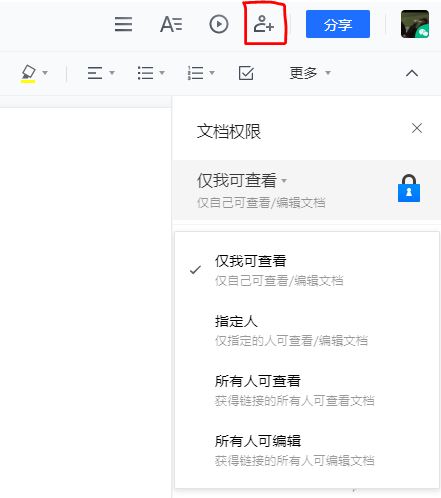 分享
更多
文档权限
仅我可查看
仅自己可查看/编辑文档
仅我可查看
仅自己可查看/编辑文档
指定人
仅指定的人可查看/编辑文档
所有人可查看
获得链接的所有人可查看文档
所有人可编辑
获得链接的所有人可编辑文档